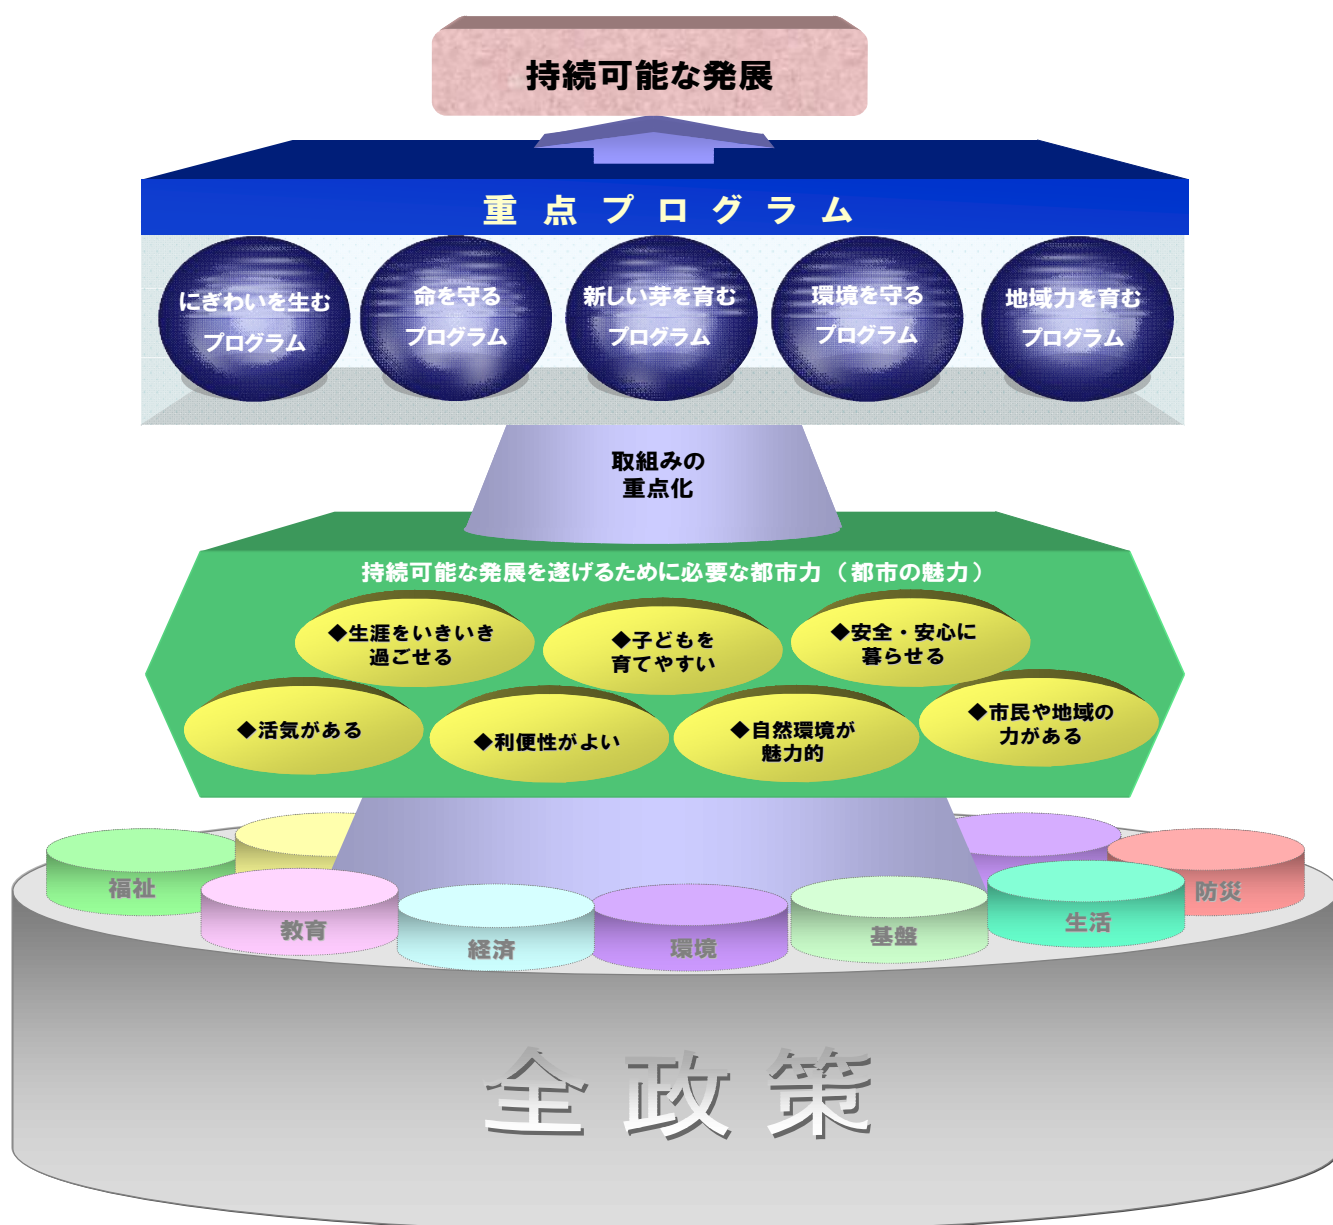 持続可能な発展
重点プログラム
にぎわいを生む
プログラム
命を守る
プログラム
新しい芽を育む
プログラム
環境を守る
プログラム
地域力を育む
プログラム
取組みの
重点化
持続可能な発展を遂げるために必要な都市力（都市の魅力）
◆生涯をいきいき
過ごせる
◆子どもを
育てやすい
◆安全・安心に
暮らせる
◆活気がある
◆利便性がよい
◆自然環境が
魅力的
◆市民や地域の
力がある
福祉
教育
経済
環境
基盤
生活
防災
全政策